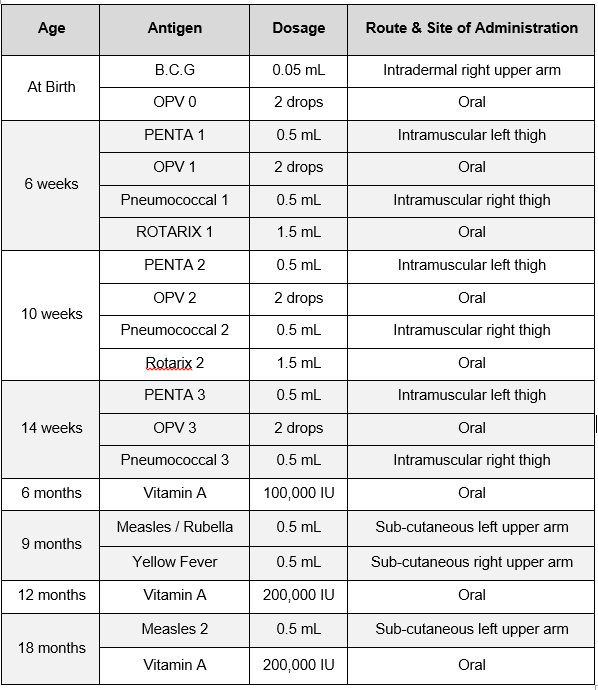 Age Antigen Dosage Route & Site of Administration
At Birth B.C.G 0.05 mL Intradermal right upper arm
OPV 0 2 drops Oral
6 weeks PENTA 1 0.5 mL Intramuscular left thigh
OPV 1 2 drops Oral
Pneumococcal 1 0.5 mL Intramuscular right thigh
ROTARIX 1 1.5 mL Oral
10 weeks PENTA 2 0.5 mL Intramuscular left thigh
OPV 2 2 drops Oral
Pneumococcal 2 0.5 mL Intramuscular right thigh
Rotarix 2 1.5 mL Oral
14 weeks PENTA 3 0.5 mL Intramuscular left thigh
OPV 3 2 drops Oral
Pneumococcal 3 0.5 mL Intramuscular right thigh
6 months Vitamin A 100,000 IU Oral
9 months Measles / Rubella 0.5 mL Sub-cutaneous left upper arm
Yellow Fever 0.5 mL Sub-cutaneous right upper arm
12 months Vitamin A 200,000 IU Oral
18 months Measles 2 0.5 mL Sub-cutaneous left upper arm
Vitamin A 200,000 IU Oral